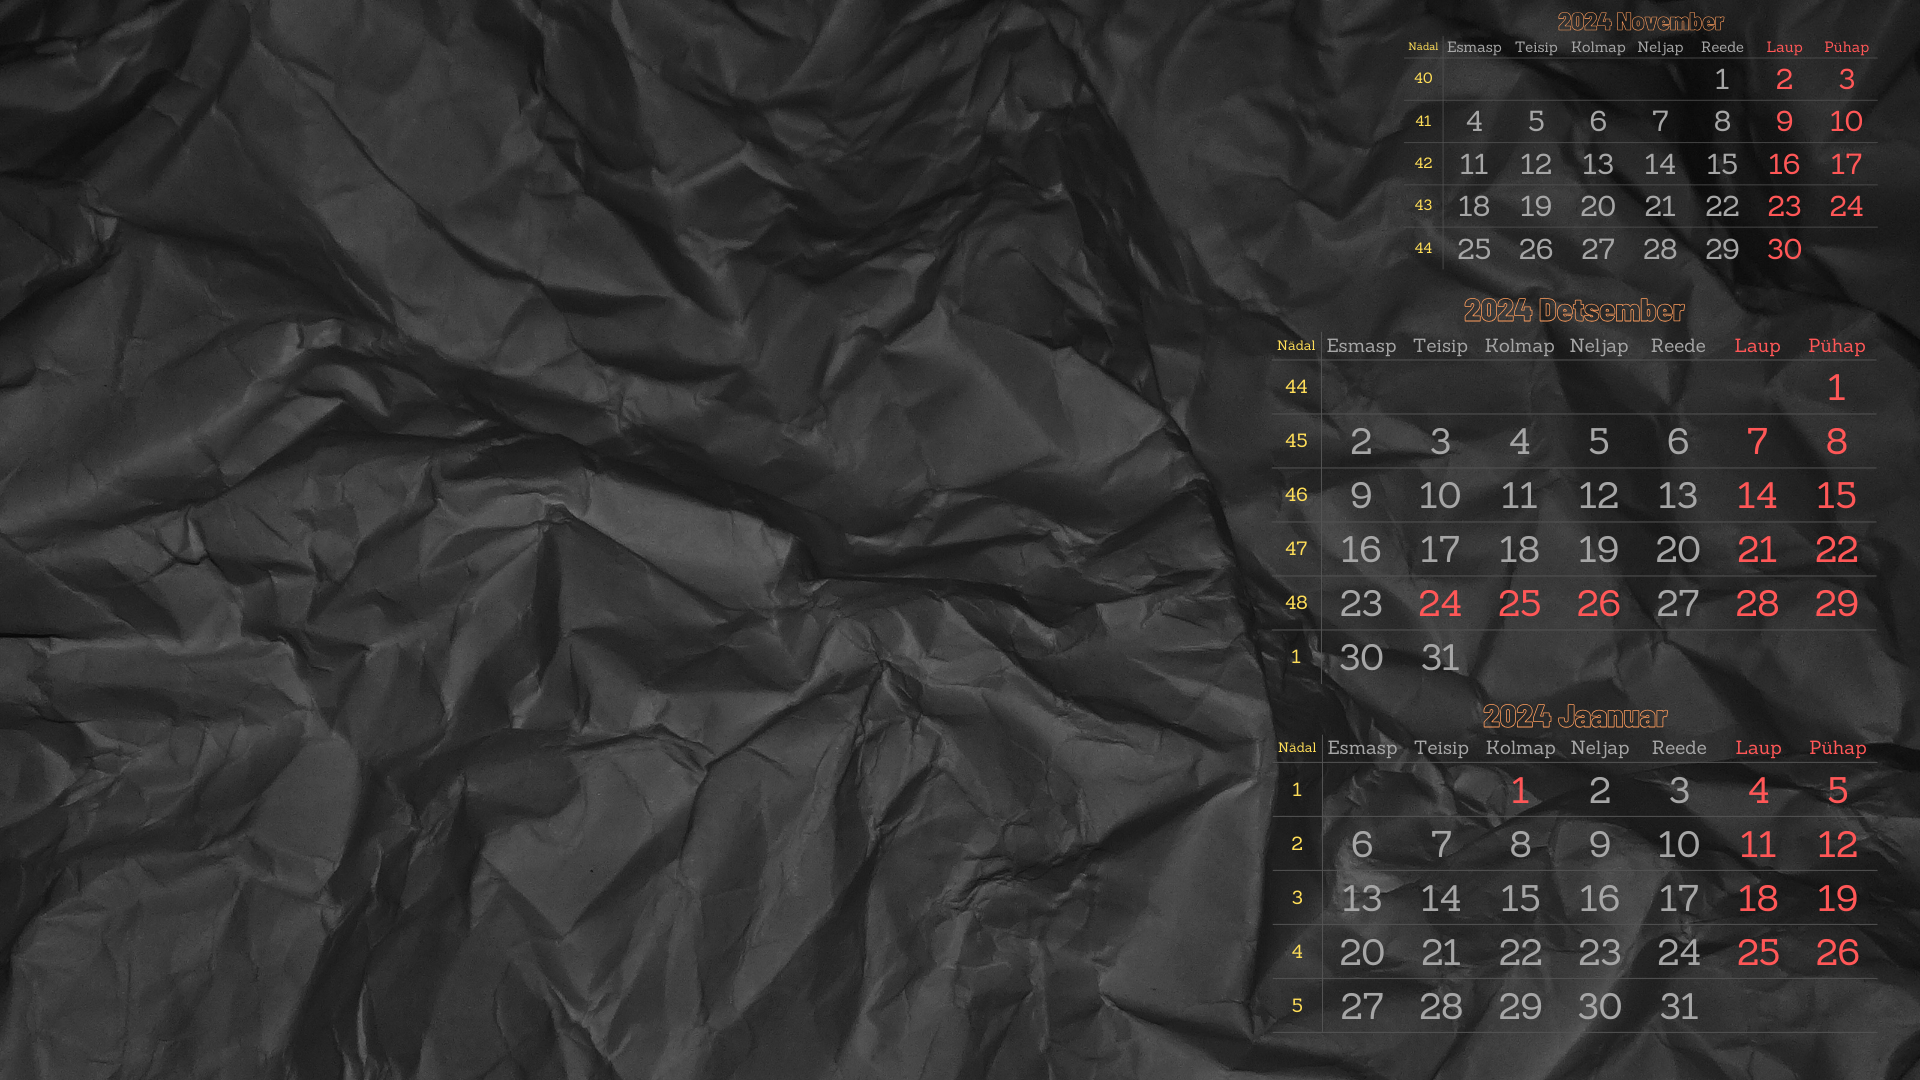 2024 November
Nädal Esmasp Teisip Kolmap Neljap Reede Laup Pühap
40 1 2 3
41 4 5 6 7 8 9 10
42 11 12 13 14 15 16 17
43 18 19 20 21 22 23 24
44 25 26 27 28 29 30
2024 Detsember
Nädal Esmasp Teisip Kolmap Neljap Reede Laup Pühap
44 1
45 2 3 4 5 6 7 8
46 9 10 11 12 13 14 15
47 16 17 18 19 20 21 22
48 23 24 25 26 27 28 29
1 30 31
2024 Jaanuar
Nädal Esmasp Teisip Kolmap Neljap Reede Laup Pühap
1 1 2 3 4 5
2 6 7 8 9 10 11 12
3 13 14 15 16 17 18 19
4 20 21 22 23 24 25 26
5 27 28 29 30 31